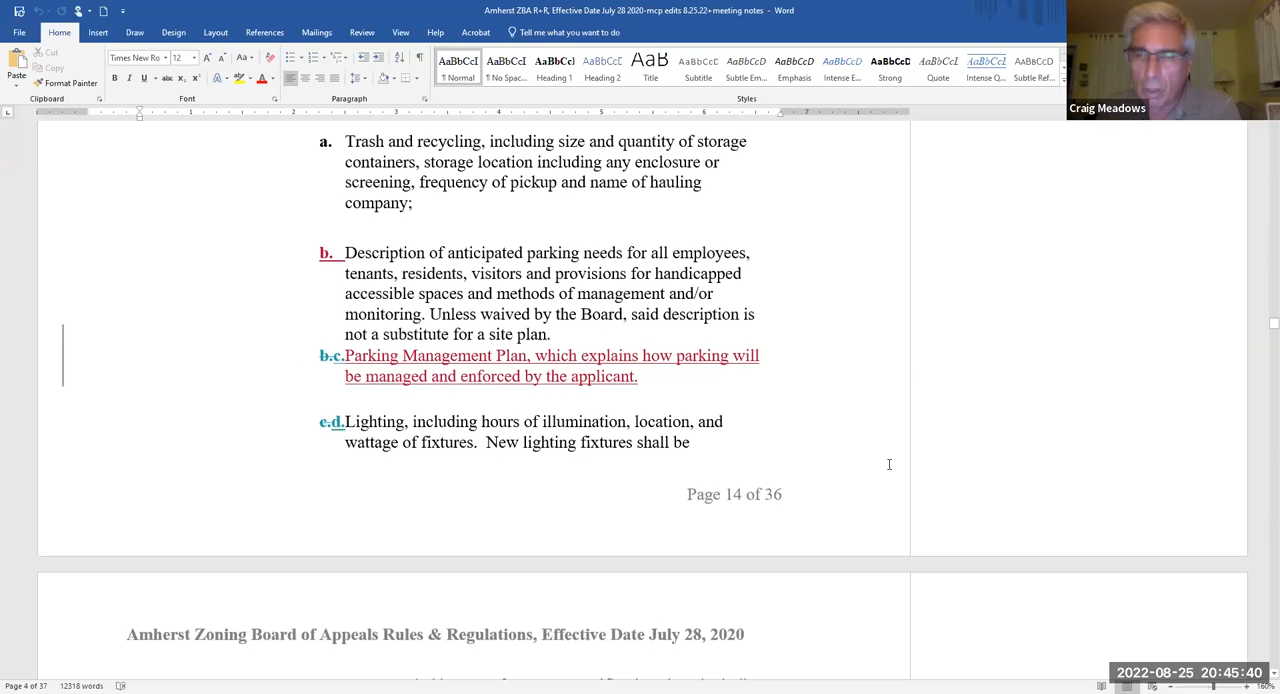 Amherst ZBA R+R, Effective Date July 28 2020-mcp edits 8.25.22+meeting notes - Word
File Home Insert Draw Design Layout References Mailings Review View Help Acrobat Tell me what you want to do
Paste
Cut
Copy
Format Painter
Times New Ro 12
Clipboard Font Paragraph Styles
AaBbCcI AaBbCcI AaBbCcI AaBbCcI AaB AaBbCcI AaBbCcD AaBbCcD AaBbCcI AaBbCcD AaBbCcI AaBbCcI AaBbCcD
¶ Normal ¶ No Spac... Heading 1 Heading 2 Title Subtitle Subtle Em... Emphasis Intense E... Strong Quote Intense Q... Subtle Ref...
Craig Meadows
a. Trash and recycling, including size and quantity of storage
containers, storage location including any enclosure or
screening, frequency of pickup and name of hauling
company;
b. Description of anticipated parking needs for all employees,
tenants, residents, visitors and provisions for handicapped
accessible spaces and methods of management and/or
monitoring. Unless waived by the Board, said description is
not a substitute for a site plan.
b.c. Parking Management Plan, which explains how parking will
be managed and enforced by the applicant.
c.d. Lighting, including hours of illumination, location, and
wattage of fixtures.  New lighting fixtures shall be
Page 14 of 36
Amherst Zoning Board of Appeals Rules & Regulations, Effective Date July 28, 2020
2022-08-25 20:45:40
Page 4 of 37 12318 words
160%